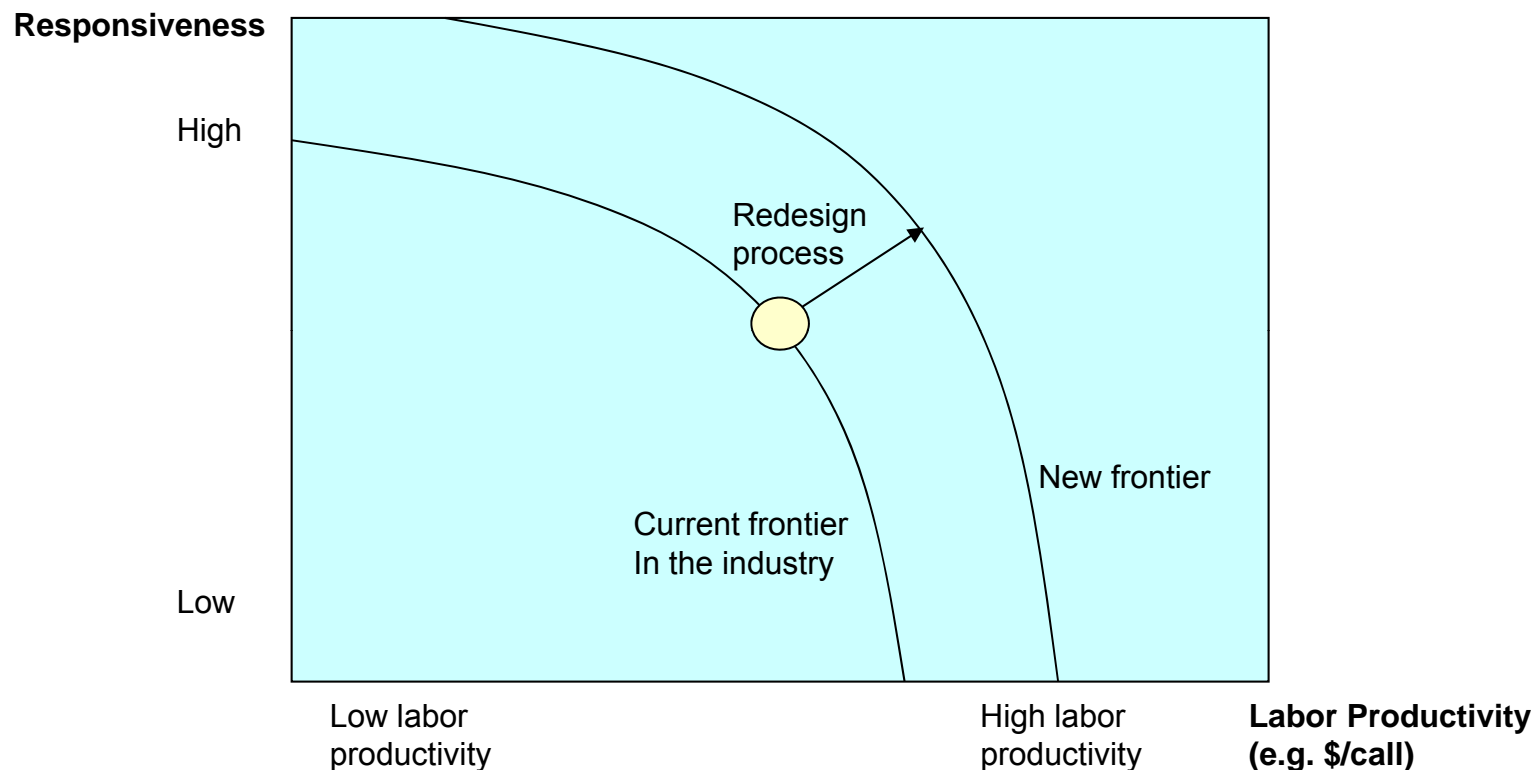 Responsiveness
High
Redesign
process
New frontier
Current frontier
In the industry
Low
Low labor
productivity
High labor
productivity
Labor Productivity
(e.g. $/call)